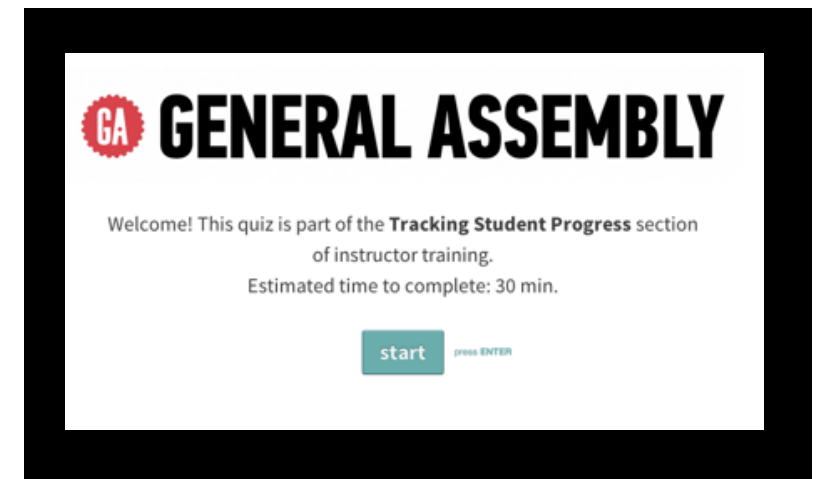 GA GENERAL ASSEMBLY
Welcome! This quiz is part of the Tracking Student Progress section
of instructor training.
Estimated time to complete: 30 min.
start press ENTER